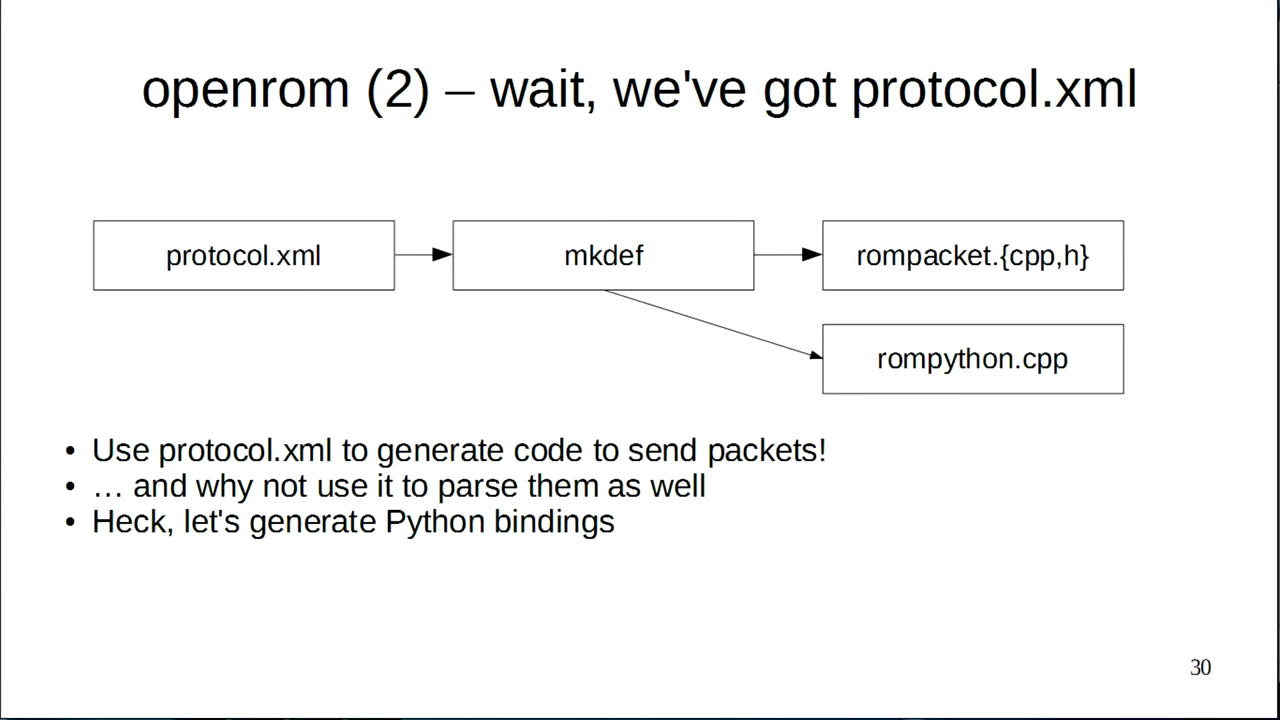 openrom (2) – wait, we've got protocol.xml
protocol.xml
mkdef
rompacket.{cpp,h}
rompython.cpp
• Use protocol.xml to generate code to send packets!
• … and why not use it to parse them as well
• Heck, let's generate Python bindings
30